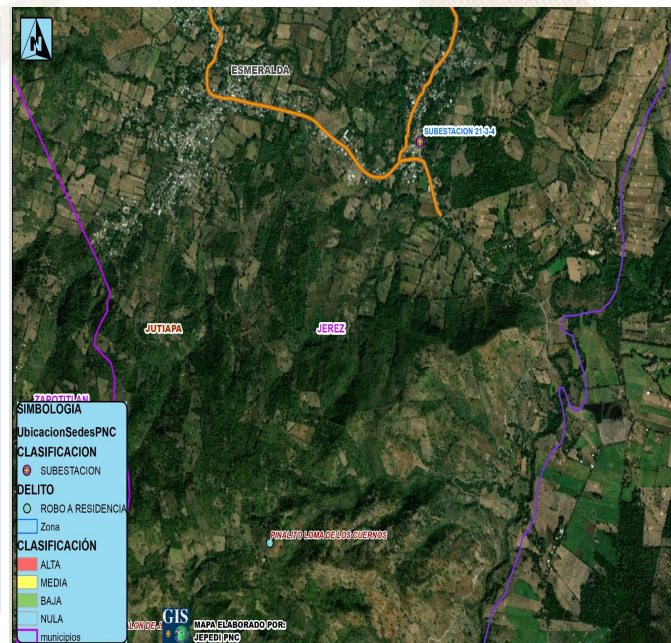 N
ESMERALDA
SUBESTACION 21-3-4
JUTIAPA
JEREZ
ZAPOTITLAN
SIMBOLOGIA
UbicacionSedesPNC
CLASIFICACION
SUBESTACION
DELITO
ROBO A RESIDENCIA
Zona
CLASIFICACIÓN
ALTA
MEDIA
BAJA
NULA
municipios
PINALITO LOMA DE LOS CUERNOS
GIS
MAPA ELABORADO POR:
JEPEDI PNC